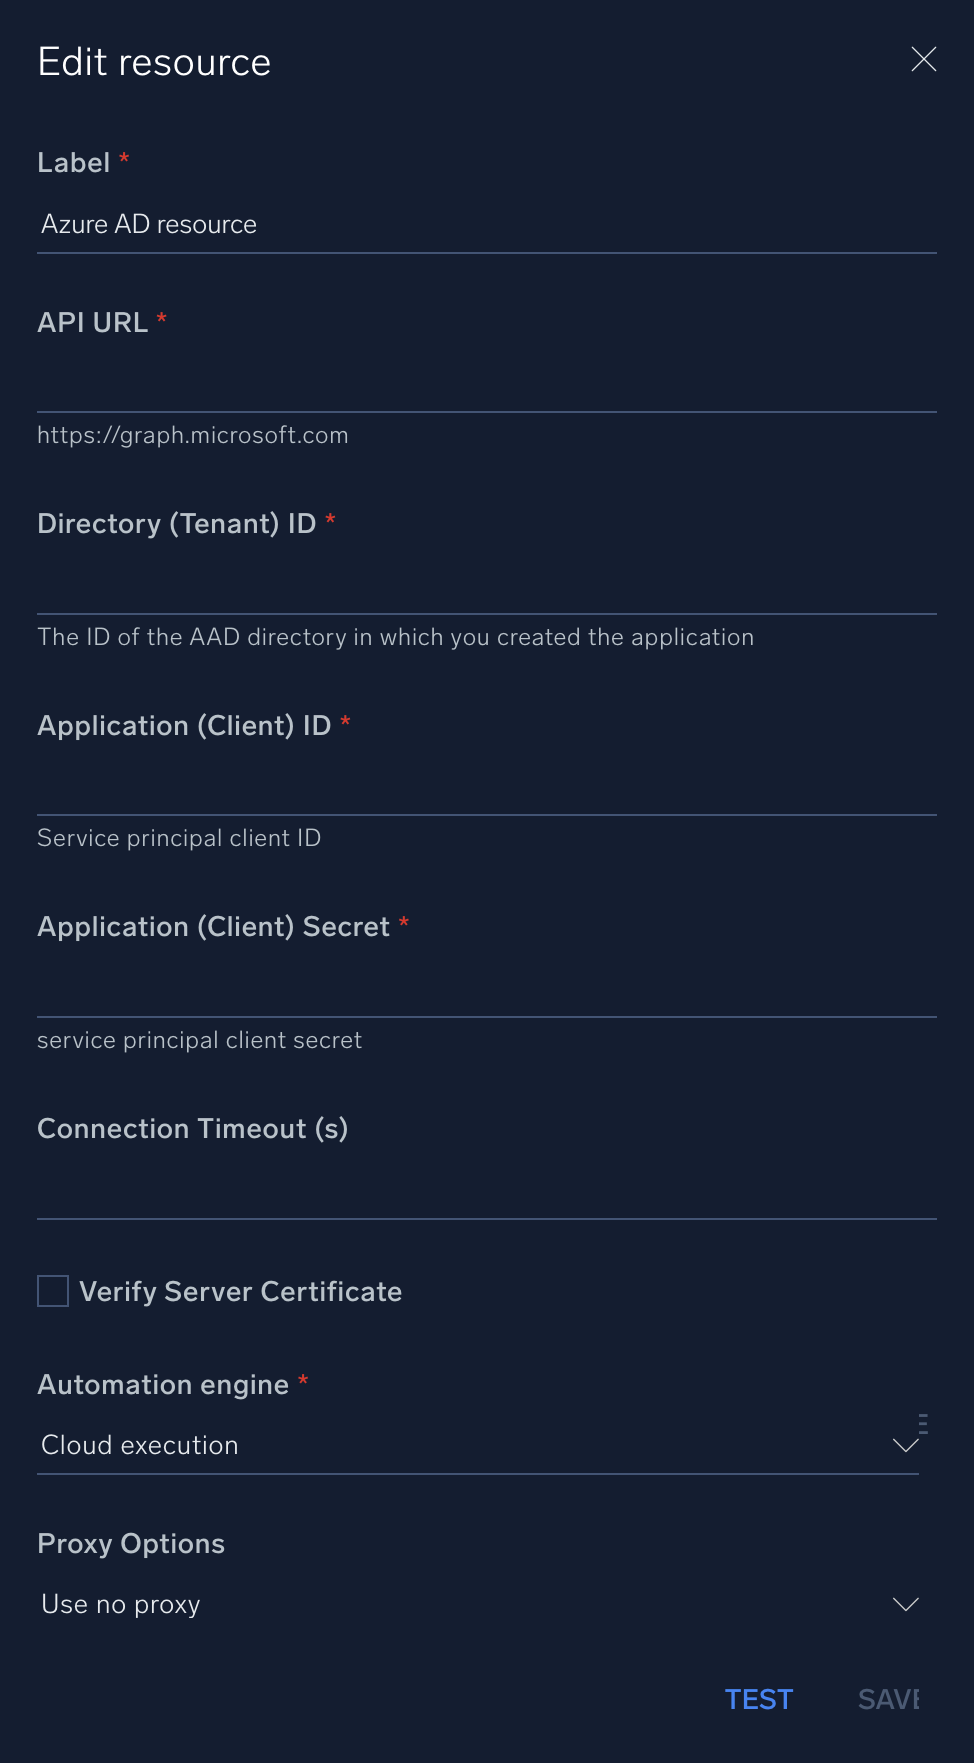 Edit resource
Label *
Azure AD resource
API URL *
https://graph.microsoft.com
Directory (Tenant) ID *
The ID of the AAD directory in which you created the application
Application (Client) ID *
Service principal client ID
Application (Client) Secret *
service principal client secret
Connection Timeout (s)
Verify Server Certificate
Automation engine *
Cloud execution
Proxy Options
Use no proxy
TEST SAVE